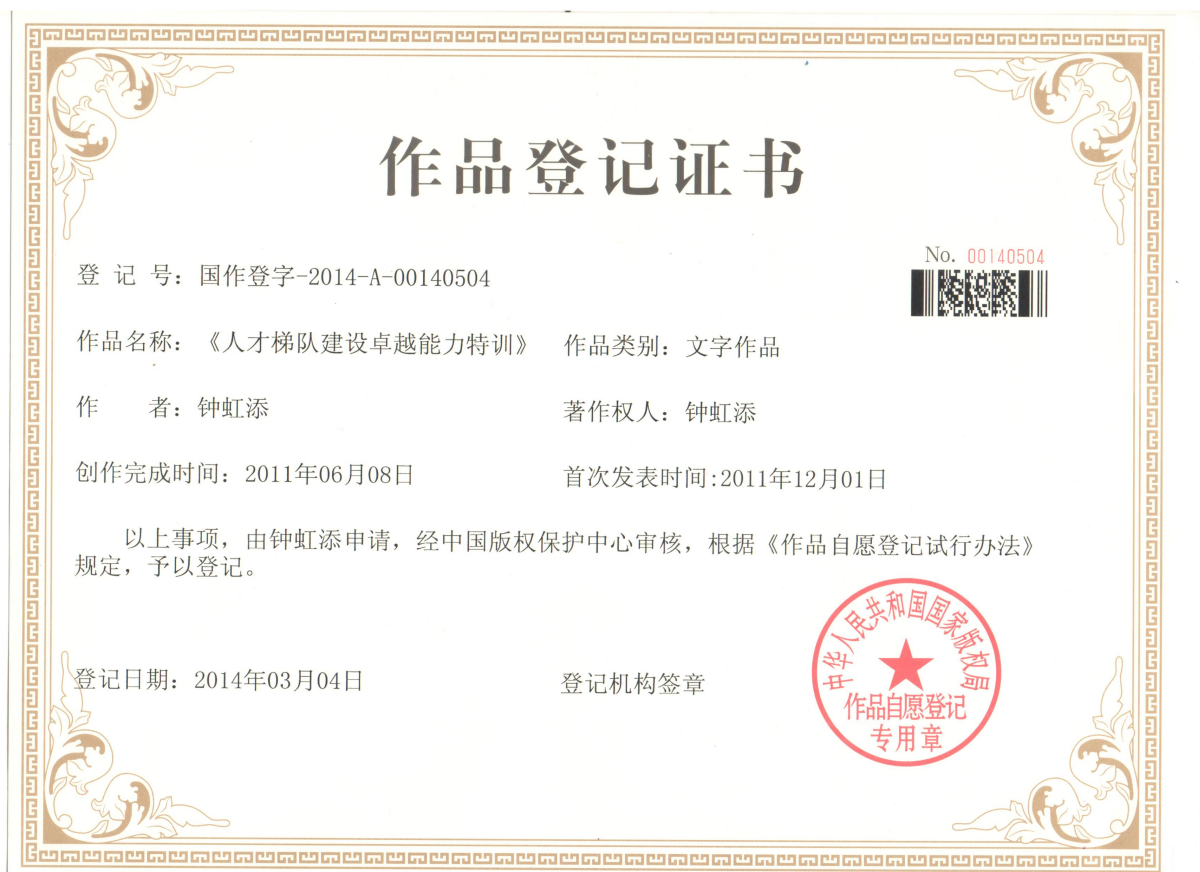 作品登记证书
No. 00140504
登 记 号：国作登字-2014-A-00140504
作品名称：《人才梯队建设卓越能力特训》 作品类别：文字作品
作 者：钟虹添 著作权人：钟虹添
创作完成时间：2011年06月08日 首次发表时间:2011年12月01日
以上事项，由钟虹添申请，经中国版权保护中心审核，根据《作品自愿登记试行办法》
规定，予以登记。
登记日期：2014年03月04日 登记机构签章
中华人民共和国国家版权局
作品自愿登记
专用章